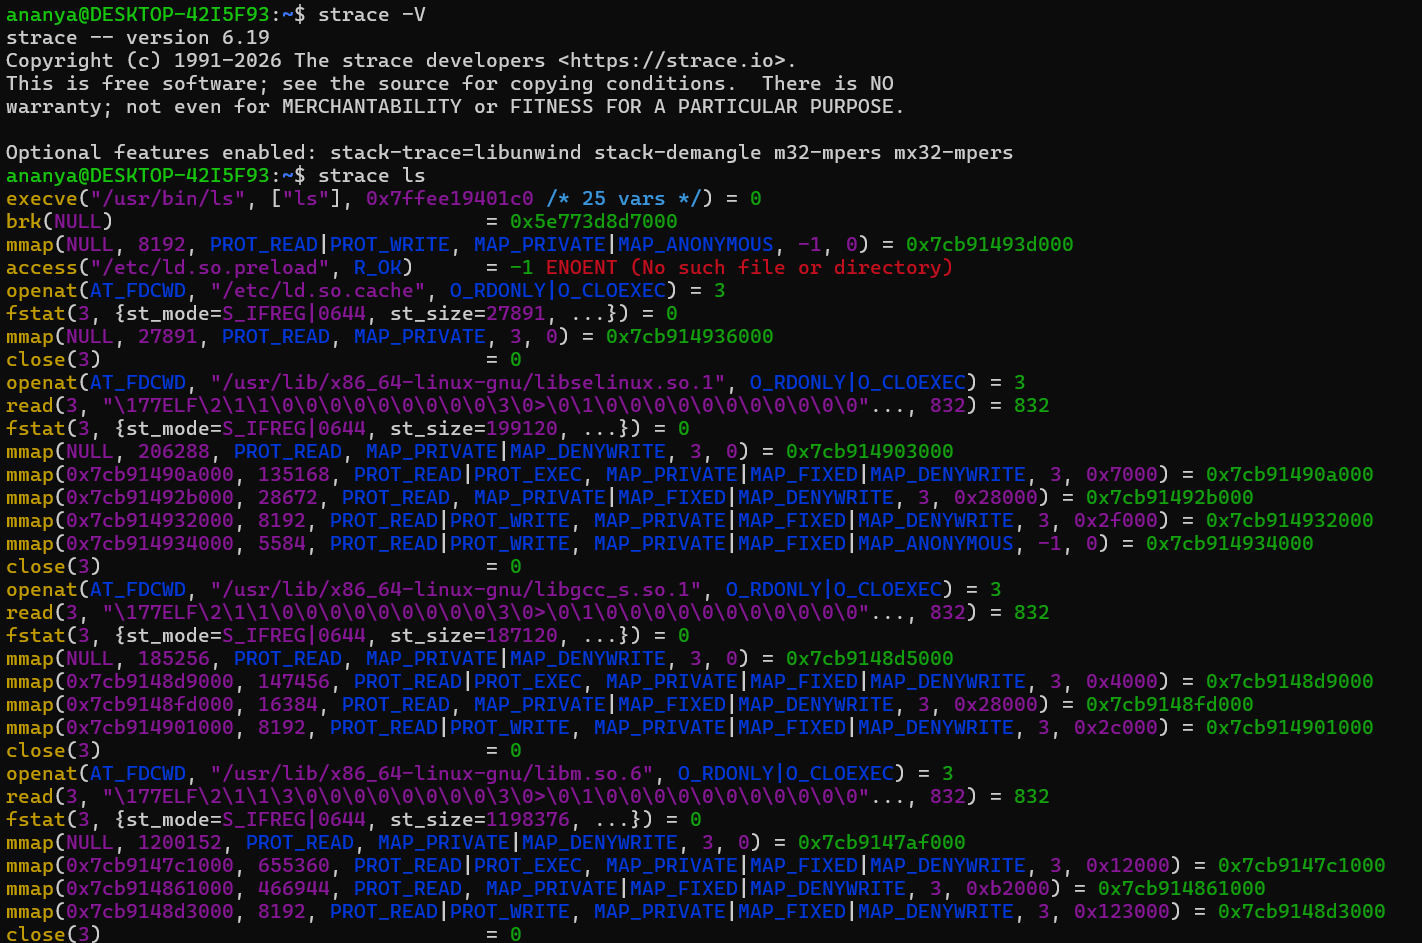 ananya@DESKTOP-42I5F93:~$ strace -V
strace -- version 6.19
Copyright (c) 1991-2026 The strace developers <https://strace.io>.
This is free software; see the source for copying conditions.  There is NO
warranty; not even for MERCHANTABILITY or FITNESS FOR A PARTICULAR PURPOSE.

Optional features enabled: stack-trace=libunwind stack-demangle m32-mpers mx32-mpers
ananya@DESKTOP-42I5F93:~$ strace ls
execve("/usr/bin/ls", ["ls"], 0x7ffee19401c0 /* 25 vars */) = 0
brk(NULL)                               = 0x5e773d8d7000
mmap(NULL, 8192, PROT_READ|PROT_WRITE, MAP_PRIVATE|MAP_ANONYMOUS, -1, 0) = 0x7cb91493d000
access("/etc/ld.so.preload", R_OK)      = -1 ENOENT (No such file or directory)
openat(AT_FDCWD, "/etc/ld.so.cache", O_RDONLY|O_CLOEXEC) = 3
fstat(3, {st_mode=S_IFREG|0644, st_size=27891, ...}) = 0
mmap(NULL, 27891, PROT_READ, MAP_PRIVATE, 3, 0) = 0x7cb914936000
close(3)                                = 0
openat(AT_FDCWD, "/usr/lib/x86_64-linux-gnu/libselinux.so.1", O_RDONLY|O_CLOEXEC) = 3
read(3, "\177ELF\2\1\1\0\0\0\0\0\0\0\0\0\3\0>\0\1\0\0\0\0\0\0\0\0\0\0\0"..., 832) = 832
fstat(3, {st_mode=S_IFREG|0644, st_size=199120, ...}) = 0
mmap(NULL, 206288, PROT_READ, MAP_PRIVATE|MAP_DENYWRITE, 3, 0) = 0x7cb914903000
mmap(0x7cb91490a000, 135168, PROT_READ|PROT_EXEC, MAP_PRIVATE|MAP_FIXED|MAP_DENYWRITE, 3, 0x7000) = 0x7cb91490a000
mmap(0x7cb91492b000, 28672, PROT_READ, MAP_PRIVATE|MAP_FIXED|MAP_DENYWRITE, 3, 0x28000) = 0x7cb91492b000
mmap(0x7cb914932000, 8192, PROT_READ|PROT_WRITE, MAP_PRIVATE|MAP_FIXED|MAP_DENYWRITE, 3, 0x2f000) = 0x7cb914932000
mmap(0x7cb914934000, 5584, PROT_READ|PROT_WRITE, MAP_PRIVATE|MAP_FIXED|MAP_ANONYMOUS, -1, 0) = 0x7cb914934000
close(3)                                = 0
openat(AT_FDCWD, "/usr/lib/x86_64-linux-gnu/libgcc_s.so.1", O_RDONLY|O_CLOEXEC) = 3
read(3, "\177ELF\2\1\1\0\0\0\0\0\0\0\0\0\3\0>\0\1\0\0\0\0\0\0\0\0\0\0\0"..., 832) = 832
fstat(3, {st_mode=S_IFREG|0644, st_size=187120, ...}) = 0
mmap(NULL, 185256, PROT_READ, MAP_PRIVATE|MAP_DENYWRITE, 3, 0) = 0x7cb9148d5000
mmap(0x7cb9148d9000, 147456, PROT_READ|PROT_EXEC, MAP_PRIVATE|MAP_FIXED|MAP_DENYWRITE, 3, 0x4000) = 0x7cb9148d9000
mmap(0x7cb9148fd000, 16384, PROT_READ, MAP_PRIVATE|MAP_FIXED|MAP_DENYWRITE, 3, 0x28000) = 0x7cb9148fd000
mmap(0x7cb914901000, 8192, PROT_READ|PROT_WRITE, MAP_PRIVATE|MAP_FIXED|MAP_DENYWRITE, 3, 0x2c000) = 0x7cb914901000
close(3)                                = 0
openat(AT_FDCWD, "/usr/lib/x86_64-linux-gnu/libm.so.6", O_RDONLY|O_CLOEXEC) = 3
read(3, "\177ELF\2\1\1\3\0\0\0\0\0\0\0\0\3\0>\0\1\0\0\0\0\0\0\0\0\0\0\0"..., 832) = 832
fstat(3, {st_mode=S_IFREG|0644, st_size=1198376, ...}) = 0
mmap(NULL, 1200152, PROT_READ, MAP_PRIVATE|MAP_DENYWRITE, 3, 0) = 0x7cb9147af000
mmap(0x7cb9147c1000, 655360, PROT_READ|PROT_EXEC, MAP_PRIVATE|MAP_FIXED|MAP_DENYWRITE, 3, 0x12000) = 0x7cb9147c1000
mmap(0x7cb914861000, 466944, PROT_READ, MAP_PRIVATE|MAP_FIXED|MAP_DENYWRITE, 3, 0xb2000) = 0x7cb914861000
mmap(0x7cb9148d3000, 8192, PROT_READ|PROT_WRITE, MAP_PRIVATE|MAP_FIXED|MAP_DENYWRITE, 3, 0x123000) = 0x7cb9148d3000
close(3)                                = 0